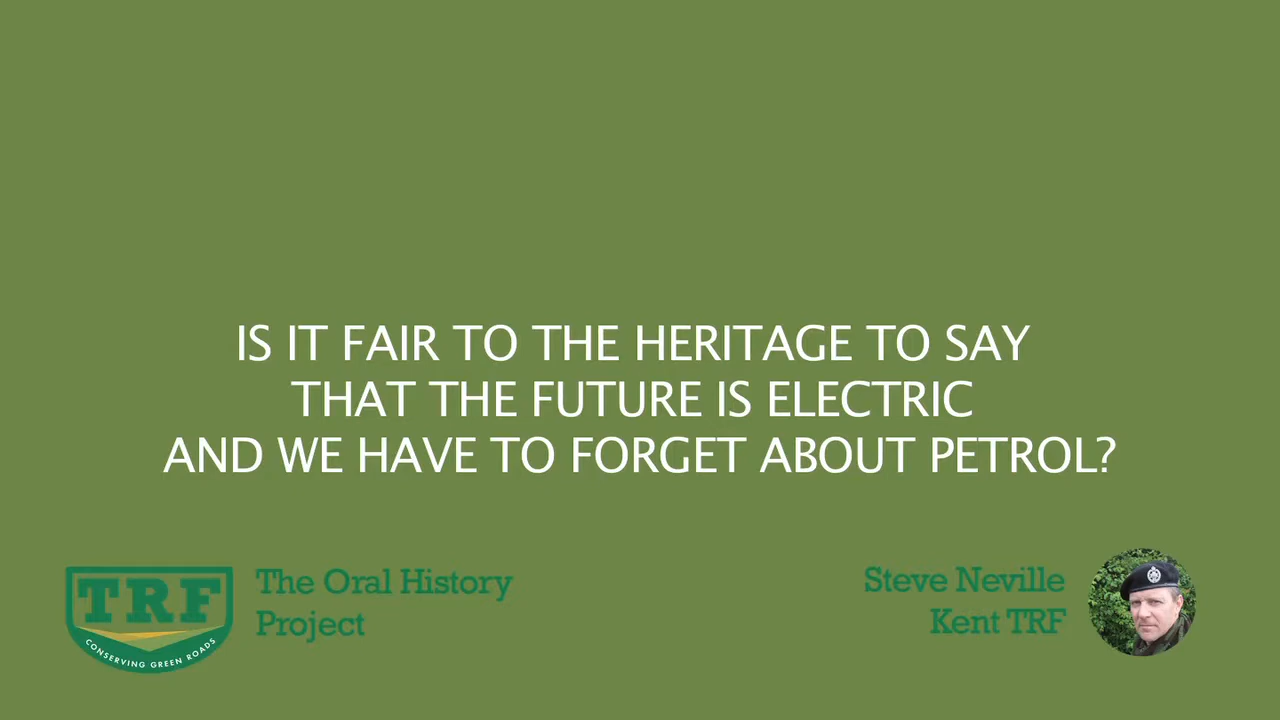 IS IT FAIR TO THE HERITAGE TO SAY
THAT THE FUTURE IS ELECTRIC
AND WE HAVE TO FORGET ABOUT PETROL?
TRF
CONSERVING GREEN ROADS
The Oral History
Project
Steve Neville
Kent TRF